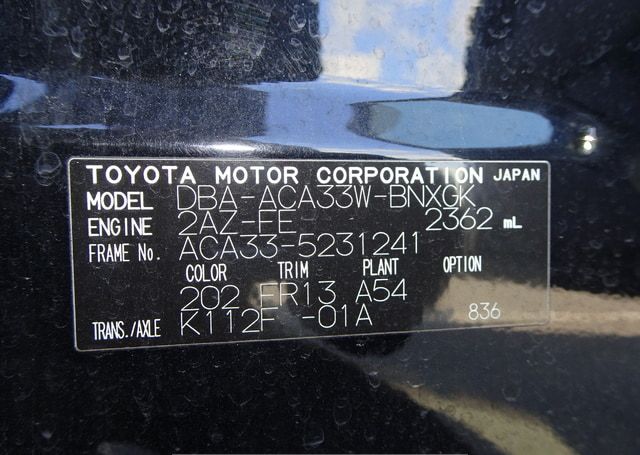 TOYOTA MOTOR CORPORATION JAPAN
MODEL DBA-ACA33W-BNXGK
ENGINE 2AZ-FE 2362 mL
FRAME No. ACA33-5231241
COLOR TRIM PLANT OPTION
202 FR13 A54
TRANS./AXLE K112F -01A 836